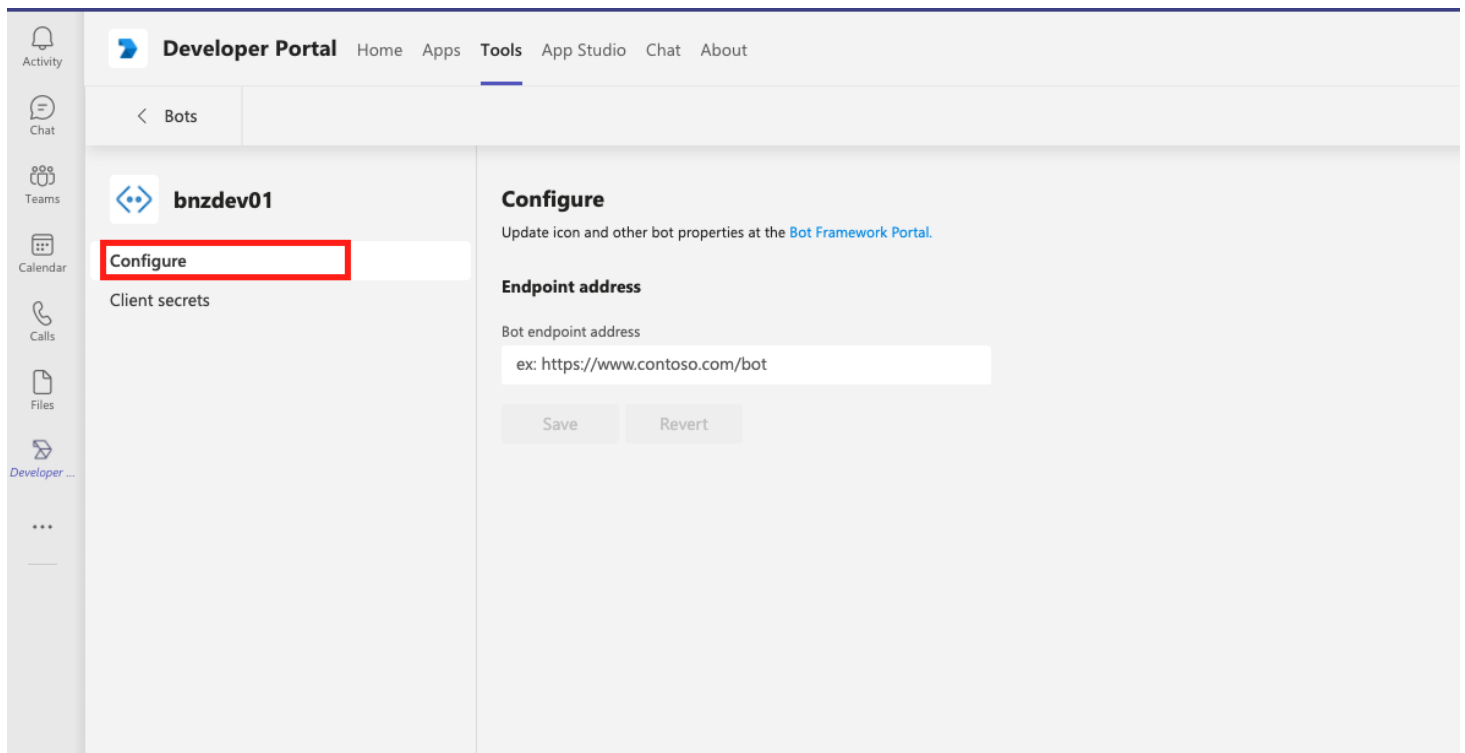 Activity
Chat
Teams
Calendar
Calls
Files
Developer ...
Developer Portal Home Apps Tools App Studio Chat About
Bots
bnzdev01
Configure
Client secrets
Configure
Update icon and other bot properties at the Bot Framework Portal.
Endpoint address
Bot endpoint address
ex: https://www.contoso.com/bot
Save Revert